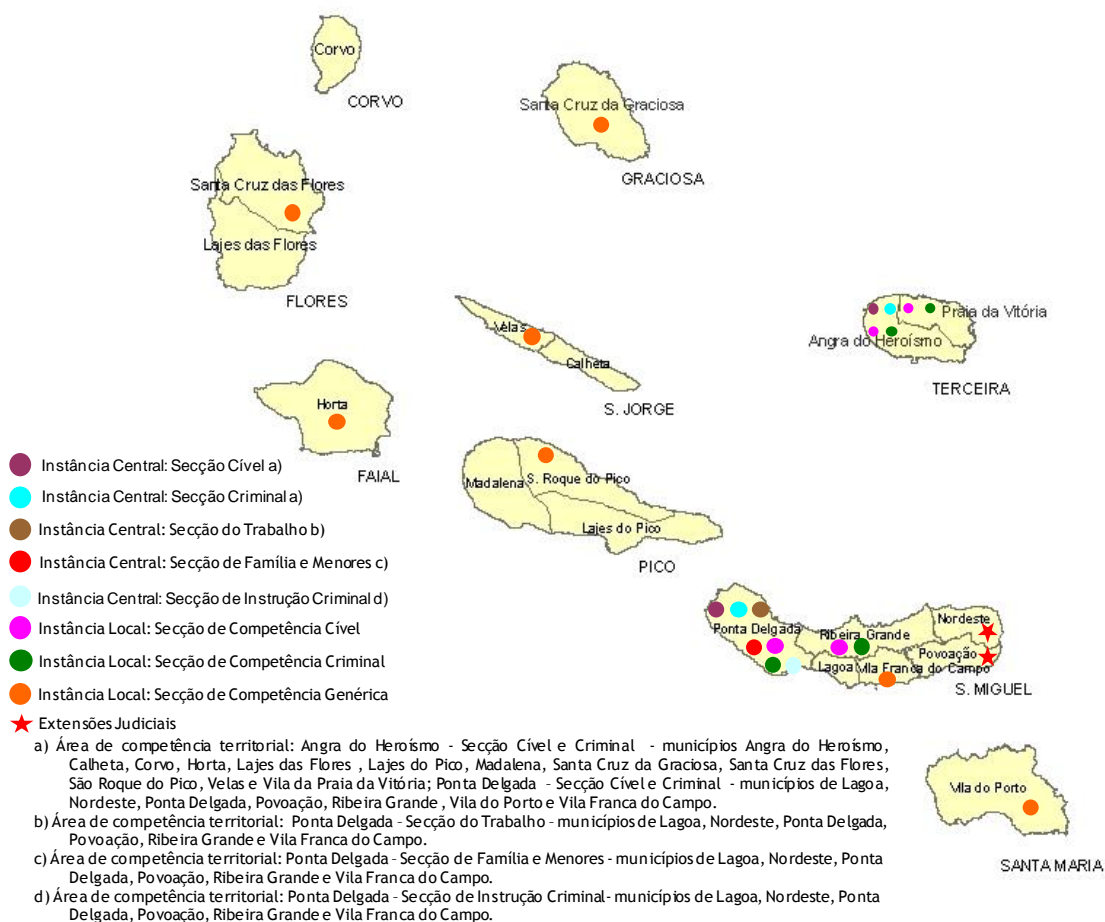 Corvo
CORVO
Santa Cruz da Graciosa
GRACIOSA
Santa Cruz das Flores
Lajes das Flores
FLORES
Velas
Calheta
S. JORGE
Praia da Vitória
Angra do Heroísmo
TERCEIRA
Horta
FAIAL
Madalena
S. Roque do Pico
Lajes do Pico
PICO
Nordeste
Ponta Delgada
Ribeira Grande
Povoação
Lagoa
Vila Franca do Campo
S. MIGUEL
Vila do Porto
SANTA MARIA
Instância Central: Secção Cível a)
Instância Central: Secção Criminal a)
Instância Central: Secção do Trabalho b)
Instância Central: Secção de Família e Menores c)
Instância Central: Secção de Instrução Criminal d)
Instância Local: Secção de Competência Cível
Instância Local: Secção de Competência Criminal
Instância Local: Secção de Competência Genérica
Extensões Judiciais
a) Área de competência territorial: Angra do Heroísmo - Secção Cível e Criminal - municípios Angra do Heroísmo,
Calheta, Corvo, Horta, Lajes das Flores , Lajes do Pico, Madalena, Santa Cruz da Graciosa, Santa Cruz das Flores,
São Roque do Pico, Velas e Vila da Praia da Vitória; Ponta Delgada - Secção Cível e Criminal - municípios de Lagoa,
Nordeste, Ponta Delgada, Povoação, Ribeira Grande , Vila do Porto e Vila Franca do Campo.
b) Área de competência territorial: Ponta Delgada - Secção do Trabalho - municípios de Lagoa, Nordeste, Ponta Delgada,
Povoação, Ribeira Grande e Vila Franca do Campo.
c) Área de competência territorial: Ponta Delgada - Secção de Família e Menores - municípios de Lagoa, Nordeste, Ponta
Delgada, Povoação, Ribeira Grande e Vila Franca do Campo.
d) Área de competência territorial: Ponta Delgada - Secção de Instrução Criminal- municípios de Lagoa, Nordeste, Ponta
Delgada, Povoação, Ribeira Grande e Vila Franca do Campo.